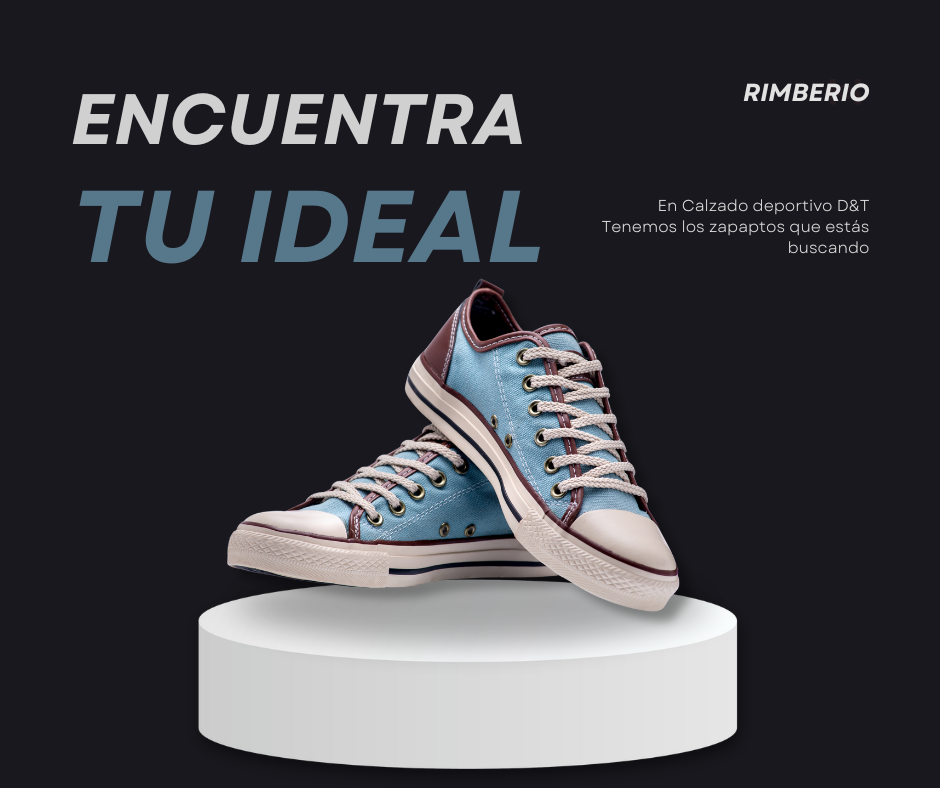 ENCUENTRA
TU IDEAL
RIMBERIO
En Calzado deportivo D&T
Tenemos los zapaptos que estás
buscando